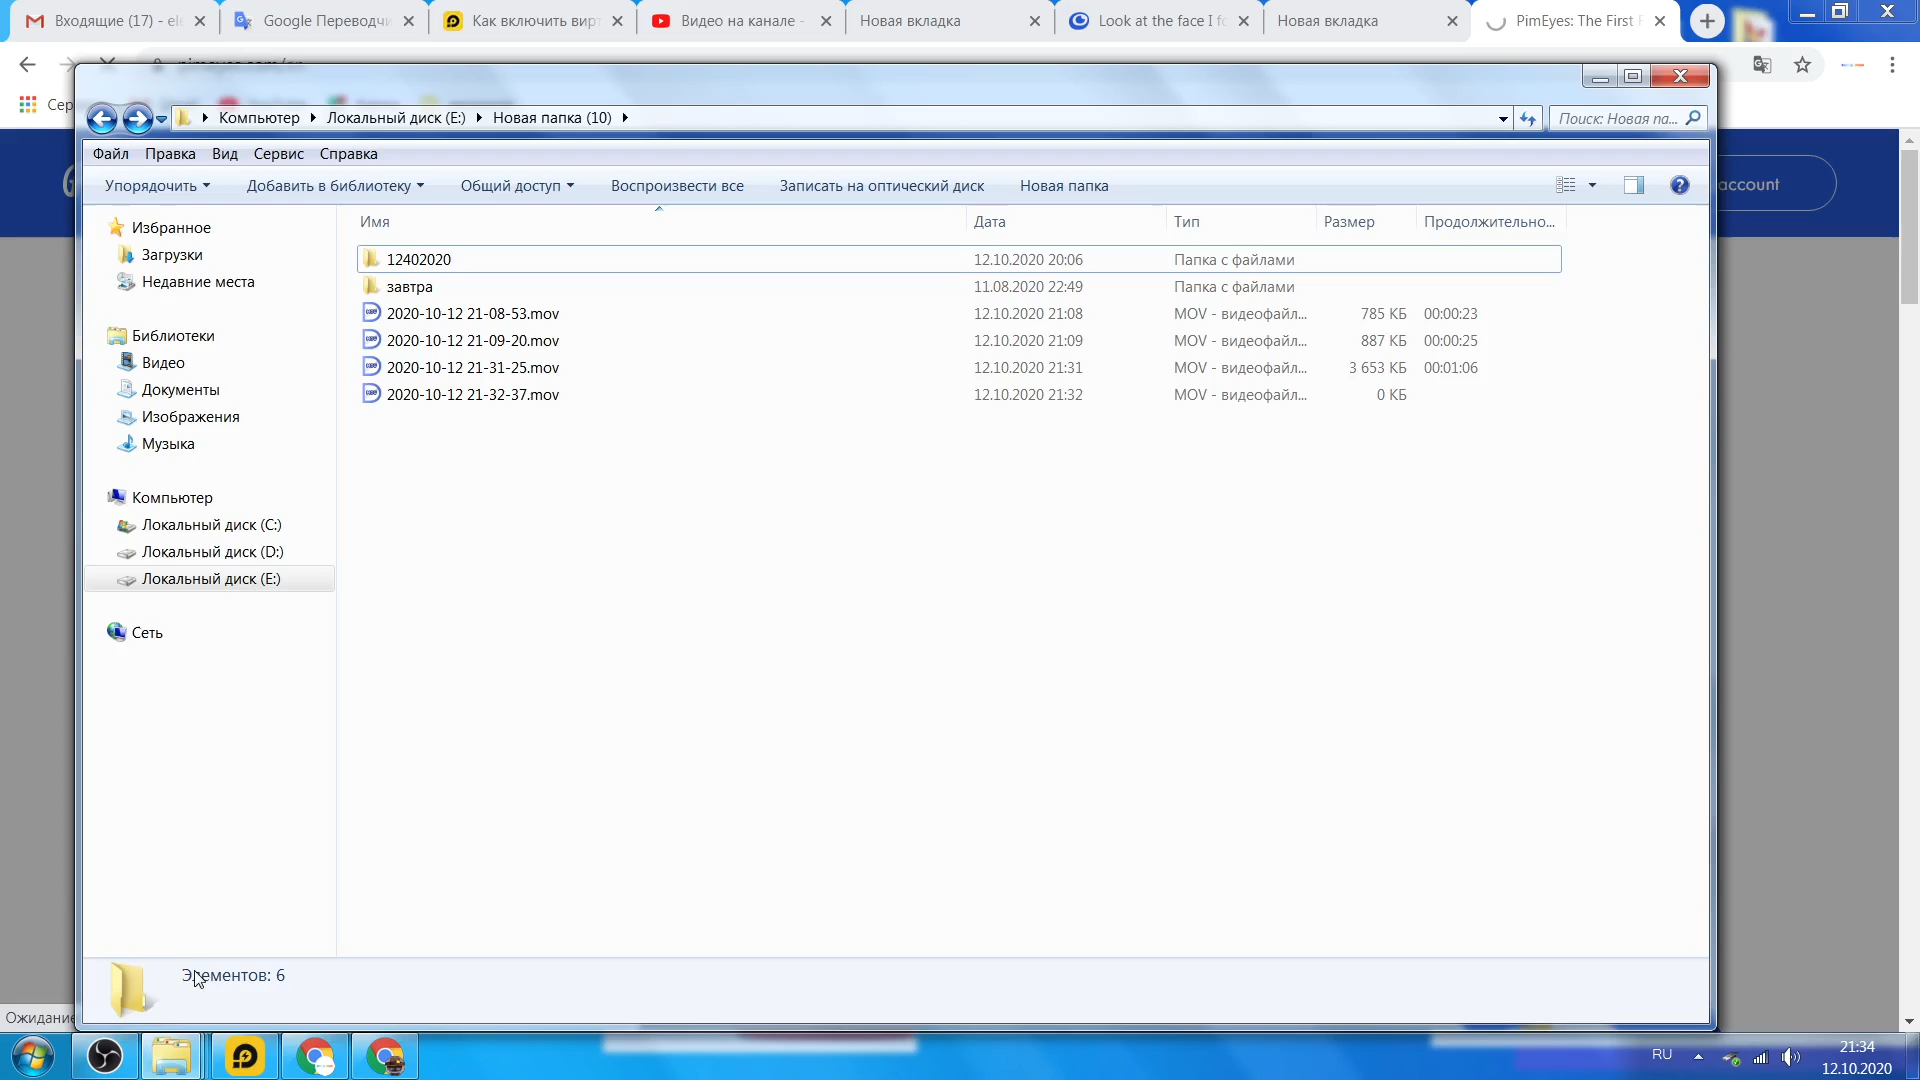 Входящие (17) - ele
Google Переводчи
Как включить вирт
Видео на канале -
Новая вкладка
Look at the face I fo
Новая вкладка
PimEyes: The First F
Компьютер
Локальный диск (E:)
Новая папка (10)
Поиск: Новая па...
Файл Правка Вид Сервис Справка
Упорядочить
Добавить в библиотеку
Общий доступ
Воспроизвести все
Записать на оптический диск
Новая папка
account
Имя Дата Тип Размер Продолжительно...
12402020 12.10.2020 20:06 Папка с файлами
завтра 11.08.2020 22:49 Папка с файлами
2020-10-12 21-08-53.mov 12.10.2020 21:08 MOV - видеофайл... 785 КБ 00:00:23
2020-10-12 21-09-20.mov 12.10.2020 21:09 MOV - видеофайл... 887 КБ 00:00:25
2020-10-12 21-31-25.mov 12.10.2020 21:31 MOV - видеофайл... 3 653 КБ 00:01:06
2020-10-12 21-32-37.mov 12.10.2020 21:32 MOV - видеофайл... 0 КБ
Избранное
Загрузки
Недавние места
Библиотеки
Видео
Документы
Изображения
Музыка
Компьютер
Локальный диск (C:)
Локальный диск (D:)
Локальный диск (E:)
Сеть
Элементов: 6
Ожидание
RU
21:34
12.10.2020